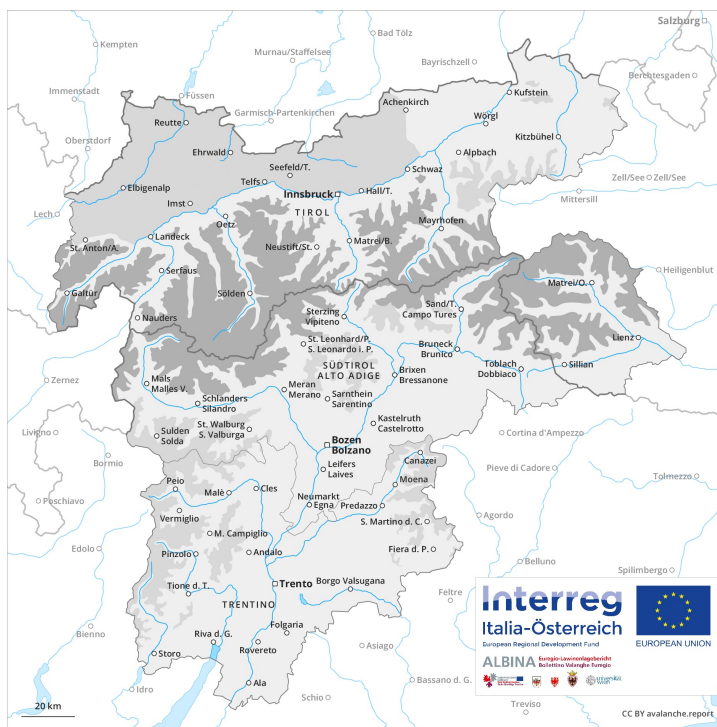 Salzburg
Kempten
Bad Tölz
Murnau/Staffelsee
Bayrischzell
Berchtesgaden
Immenstadt
Füssen
Garmisch-Partenkirchen
Achenkirch
Kufstein
Reutte
Wörgl
Oberstdorf
Ehrwald
Kitzbühel
Alpbach
Seefeld/T.
Schwaz
Zell/See
Zell/See
Telfs
Elbigenalp
Innsbruck
Hall/T.
Mittersill
Imst
TIROL
Lech
Oetz
Mayrhofen
Landeck
St. Anton/A.
Neustift/St.
Matrei/B.
Serfaus
Heiligenblut
Matrei/O.
Galtür
Sölden
Nauders
Sterzing
Vipiteno
Sand/T.
Campo Tures
Lienz
St. Leonhard/P.
S. Leonardo i. P.
Bruneck
Brunico
Toblach
Dobbiaco
Sillian
SÜDTIROL
ALTO ADIGE
Brixen
Bressanone
Zernez
Mals
Malles V.
Meran
Merano
Sarnthein
Sarentino
Schlanders
Silandro
Kastelruth
Castelrotto
St. Walburg
S. Valburga
Livigno
Sulden
Solda
Cortina d'Ampezzo
Bozen
Bolzano
Bormio
Canazei
Leifers
Laives
Pieve di Cadore
Tolmezzo
Peio
Moena
Malè
Cles
Neumarkt
Egna
Predazzo
Poschiavo
Vermiglio
Agordo
S. Martino d. C.
M. Campiglio
Edolo
Pinzolo
Andalo
Fiera d. P.
Belluno
Spilimbergo
Tione d. T.
Trento
Borgo Valsugana
Feltre
TRENTINO
Folgaria
Bienno
Riva d. G.
Rovereto
Storo
Asiago
Idro
Ala
Bassano d. G.
Schio
Treviso
Interreg
Italia-Österreich
European Regional Development Fund
EUROPEAN UNION
ALBINA
Euregio-Lawinenlagebericht
Bollettino Valanghe Euregio
universität
wien
20 km
CC BY avalanche.report